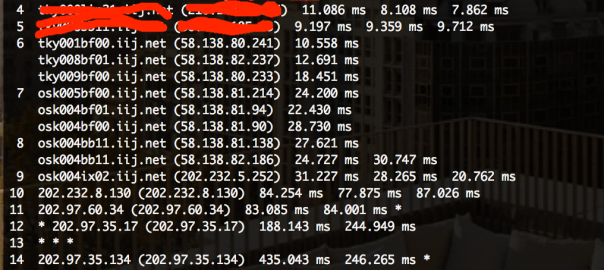 4 11.086 ms 8.108 ms 7.862 ms
5 9.197 ms 9.359 ms 9.712 ms
6 tky001bf00.iij.net (58.138.80.241) 10.558 ms
tky008bf01.iij.net (58.138.82.237) 12.691 ms
tky009bf00.iij.net (58.138.80.233) 18.451 ms
7 osk005bf00.iij.net (58.138.81.214) 24.200 ms
osk004bf01.iij.net (58.138.81.94) 22.430 ms
osk004bf00.iij.net (58.138.81.90) 28.730 ms
8 osk004bb11.iij.net (58.138.81.138) 27.621 ms
osk004bb11.iij.net (58.138.82.186) 24.727 ms 30.747 ms
9 osk004ix02.iij.net (202.232.5.252) 31.227 ms 28.265 ms 20.762 ms
10 202.232.8.130 (202.232.8.130) 84.254 ms 77.875 ms 87.026 ms
11 202.97.60.34 (202.97.60.34) 83.085 ms 84.001 ms *
12 * 202.97.35.17 (202.97.35.17) 188.143 ms 244.949 ms
13 * * *
14 202.97.35.134 (202.97.35.134) 435.043 ms 246.265 ms *